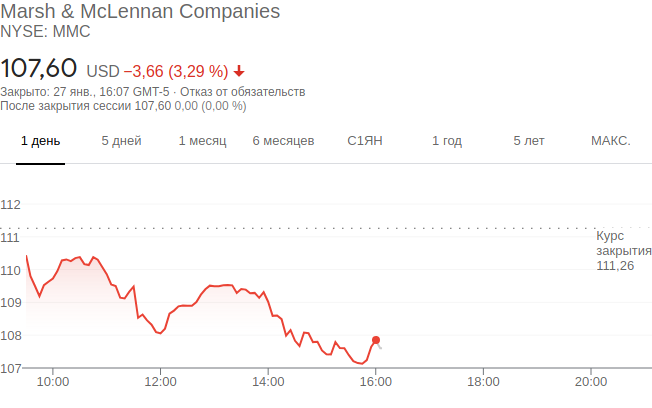 Marsh & McLennan Companies
NYSE: MMC
107,60 USD −3,66 (3,29 %)
Закрыто: 27 янв., 16:07 GMT-5 · Отказ от обязательств
После закрытия сессии 107,60 0,00 (0,00 %)
1 день 5 дней 1 месяц 6 месяцев С1ЯН 1 год 5 лет МАКС.
112
111
110
109
108
107
Курс
закрытия
111,26
10:00 12:00 14:00 16:00 18:00 20:00